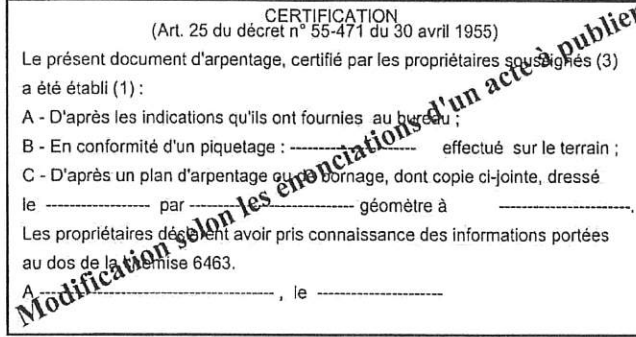 CERTIFICATION
(Art. 25 du décret n° 55-471 du 30 avril 1955)
Le présent document d'arpentage, certifié par les propriétaires soussignés (3)
a été établi (1) :
A - D'après les indications qu'ils ont fournies au bureau ;
B - En conformité d'un piquetage : -------------------- effectué sur le terrain ;
C - D'après un plan d'arpentage ou de bornage, dont copie ci-jointe, dressé
le ----------------- par --------------------------- géomètre à ----------------------.
Les propriétaires déclarent avoir pris connaissance des informations portées
au dos de la chemise 6463.
A --------------------------------------- , le ---------------------
Modification selon les énonciations d'un acte à publier